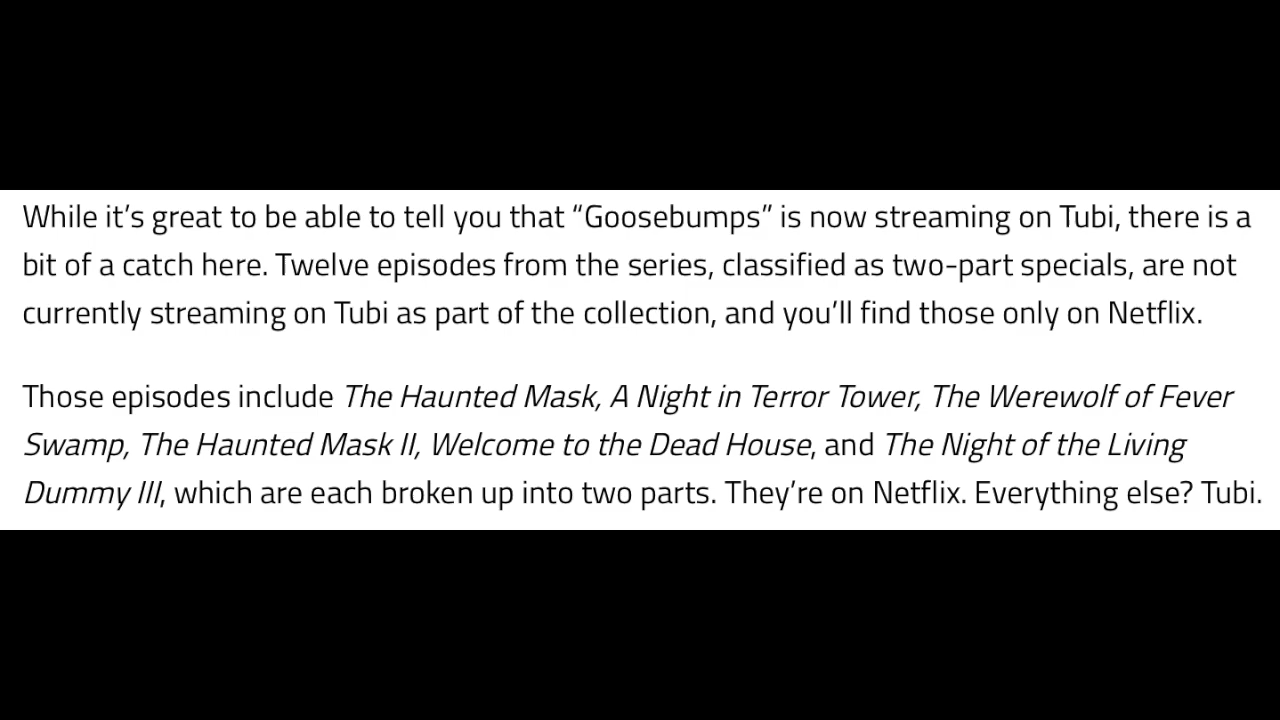 While it’s great to be able to tell you that “Goosebumps” is now streaming on Tubi, there is a
bit of a catch here. Twelve episodes from the series, classified as two-part specials, are not
currently streaming on Tubi as part of the collection, and you’ll find those only on Netflix.
Those episodes include The Haunted Mask, A Night in Terror Tower, The Werewolf of Fever
Swamp, The Haunted Mask II, Welcome to the Dead House, and The Night of the Living
Dummy III, which are each broken up into two parts. They’re on Netflix. Everything else? Tubi.